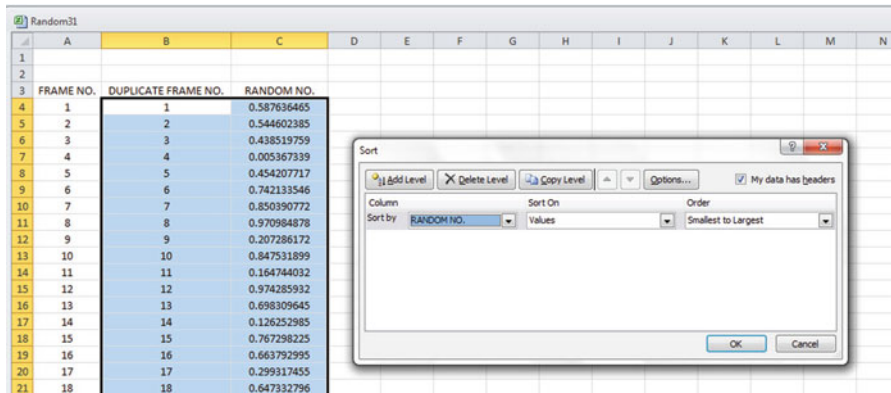 Random31
A B C D E F G H I J K L M N
1
2
3 FRAME NO. DUPLICATE FRAME NO. RANDOM NO.
4 1 1 0.587636465
5 2 2 0.544602385
6 3 3 0.438519759
7 4 4 0.005367339
8 5 5 0.454207717
9 6 6 0.742133546
10 7 7 0.850390772
11 8 8 0.970984878
12 9 9 0.207286172
13 10 10 0.847531899
14 11 11 0.164744032
15 12 12 0.974285932
16 13 13 0.698309645
17 14 14 0.126252985
18 15 15 0.767298225
19 16 16 0.663792995
20 17 17 0.299317455
21 18 18 0.647332796
Sort
Add Level Delete Level Copy Level Options... My data has headers
Column Sort On Order
Sort by RANDOM NO. Values Smallest to Largest
OK Cancel